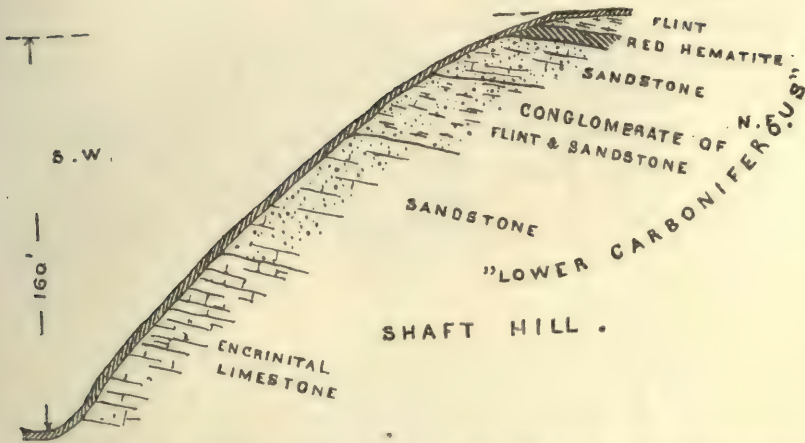 FLINT
RED HEMATITE
SANDSTONE
CONGLOMERATE OF
FLINT & SANDSTONE
N.E.
S.W.
SANDSTONE
"LOWER CARBONIFEROUS"
160'
SHAFT HILL.
ENCRINITAL
LIMESTONE